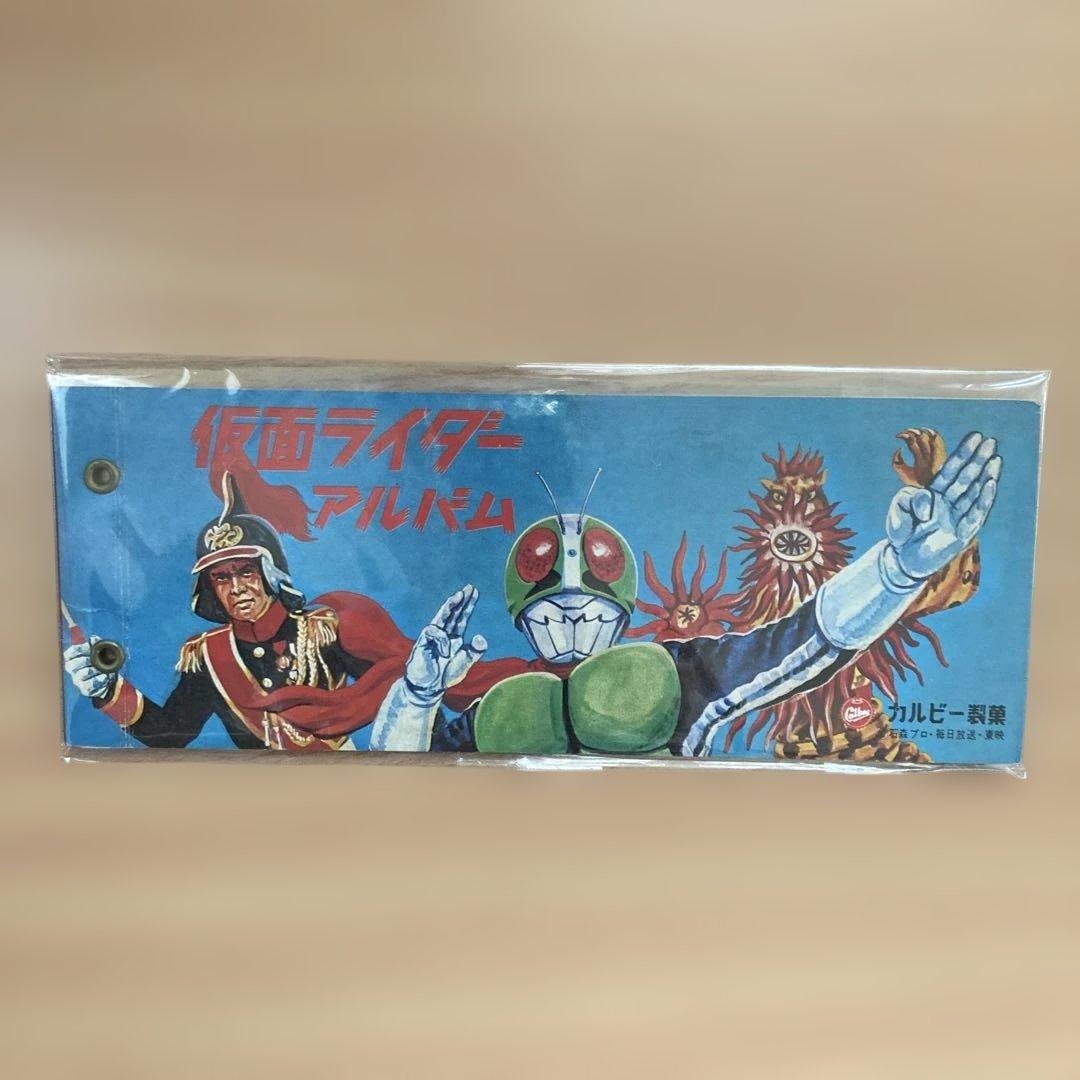 仮面ライダー
アルバム
Calbee
カルビー製菓
石森プロ・毎日放送・東映